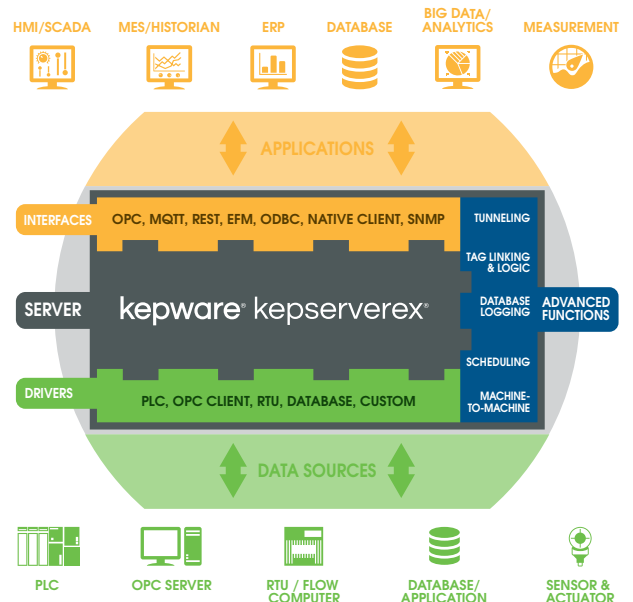 HMI/SCADA
MES/HISTORIAN
ERP
DATABASE
BIG DATA/
ANALYTICS
MEASUREMENT
APPLICATIONS
INTERFACES
OPC, MQTT, REST, EFM, ODBC, NATIVE CLIENT, SNMP
TUNNELING
TAG LINKING
& LOGIC
SERVER
kepware® kepserverex®
DATABASE
LOGGING
ADVANCED
FUNCTIONS
SCHEDULING
DRIVERS
PLC, OPC CLIENT, RTU, DATABASE, CUSTOM
MACHINE-
TO-MACHINE
DATA SOURCES
PLC
OPC SERVER
RTU / FLOW
COMPUTER
DATABASE/
APPLICATION
SENSOR &
ACTUATOR